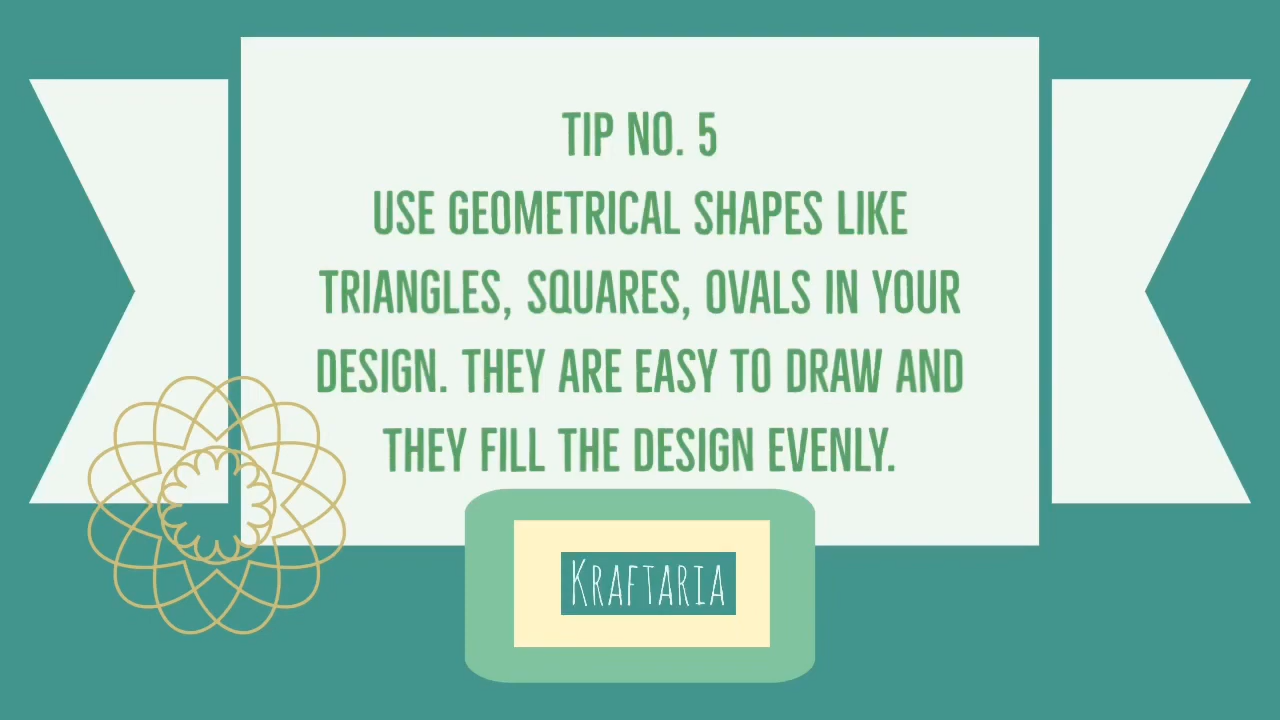 TIP NO. 5
USE GEOMETRICAL SHAPES LIKE
TRIANGLES, SQUARES, OVALS IN YOUR
DESIGN. THEY ARE EASY TO DRAW AND
THEY FILL THE DESIGN EVENLY.
KRAFTARIA